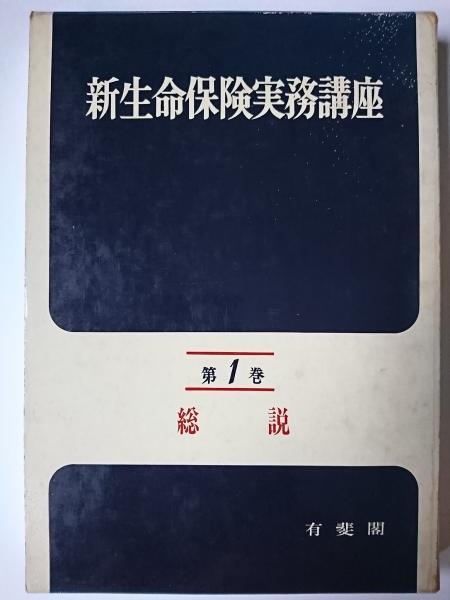 新生命保険実務講座
第1巻
総説
有斐閣